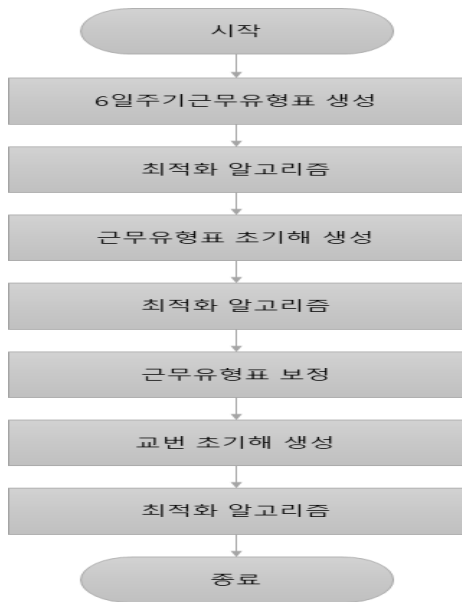 시작
6일주기근무유형표 생성
최적화 알고리즘
근무유형표 초기해 생성
최적화 알고리즘
근무유형표 보정
교번 초기해 생성
최적화 알고리즘
종료